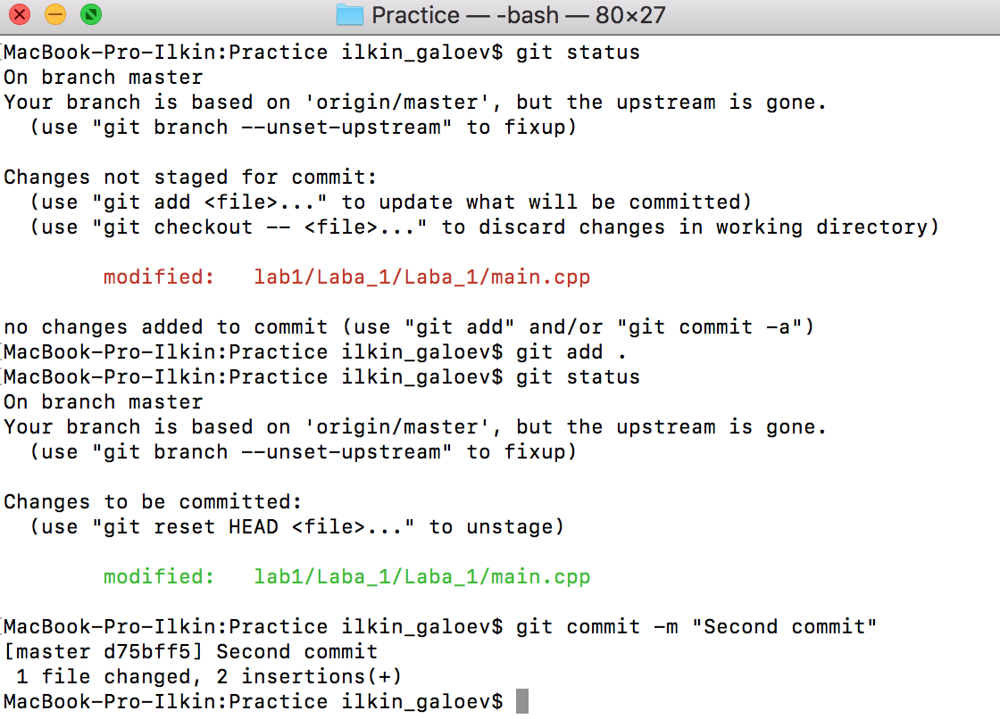 Practice — -bash — 80×27
MacBook-Pro-Ilkin:Practice ilkin_galoev$ git status
On branch master
Your branch is based on 'origin/master', but the upstream is gone.
  (use "git branch --unset-upstream" to fixup)

Changes not staged for commit:
  (use "git add <file>..." to update what will be committed)
  (use "git checkout -- <file>..." to discard changes in working directory)

        modified:   lab1/Laba_1/Laba_1/main.cpp

no changes added to commit (use "git add" and/or "git commit -a")
MacBook-Pro-Ilkin:Practice ilkin_galoev$ git add .
MacBook-Pro-Ilkin:Practice ilkin_galoev$ git status
On branch master
Your branch is based on 'origin/master', but the upstream is gone.
  (use "git branch --unset-upstream" to fixup)

Changes to be committed:
  (use "git reset HEAD <file>..." to unstage)

        modified:   lab1/Laba_1/Laba_1/main.cpp

MacBook-Pro-Ilkin:Practice ilkin_galoev$ git commit -m "Second commit"
[master d75bff5] Second commit
 1 file changed, 2 insertions(+)
MacBook-Pro-Ilkin:Practice ilkin_galoev$